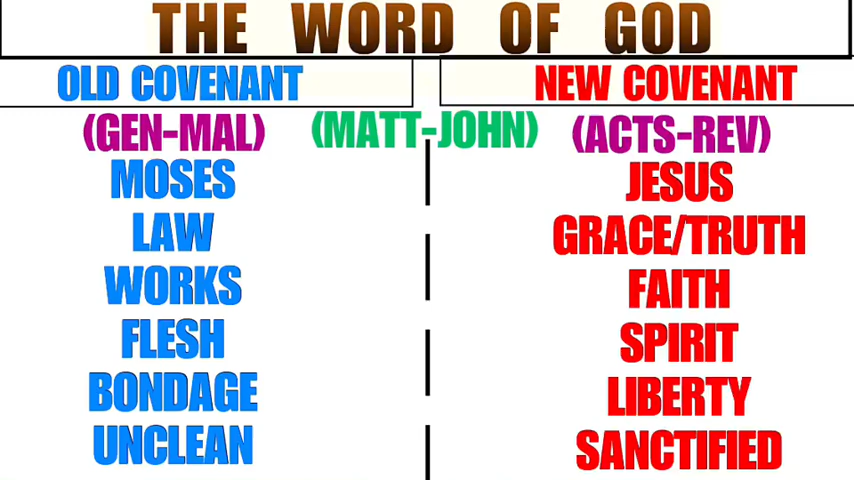 THE WORD OF GOD
OLD COVENANT
NEW COVENANT
(GEN-MAL)
(MATT-JOHN)
(ACTS-REV)
MOSES
JESUS
LAW
GRACE/TRUTH
WORKS
FAITH
FLESH
SPIRIT
BONDAGE
LIBERTY
UNCLEAN
SANCTIFIED